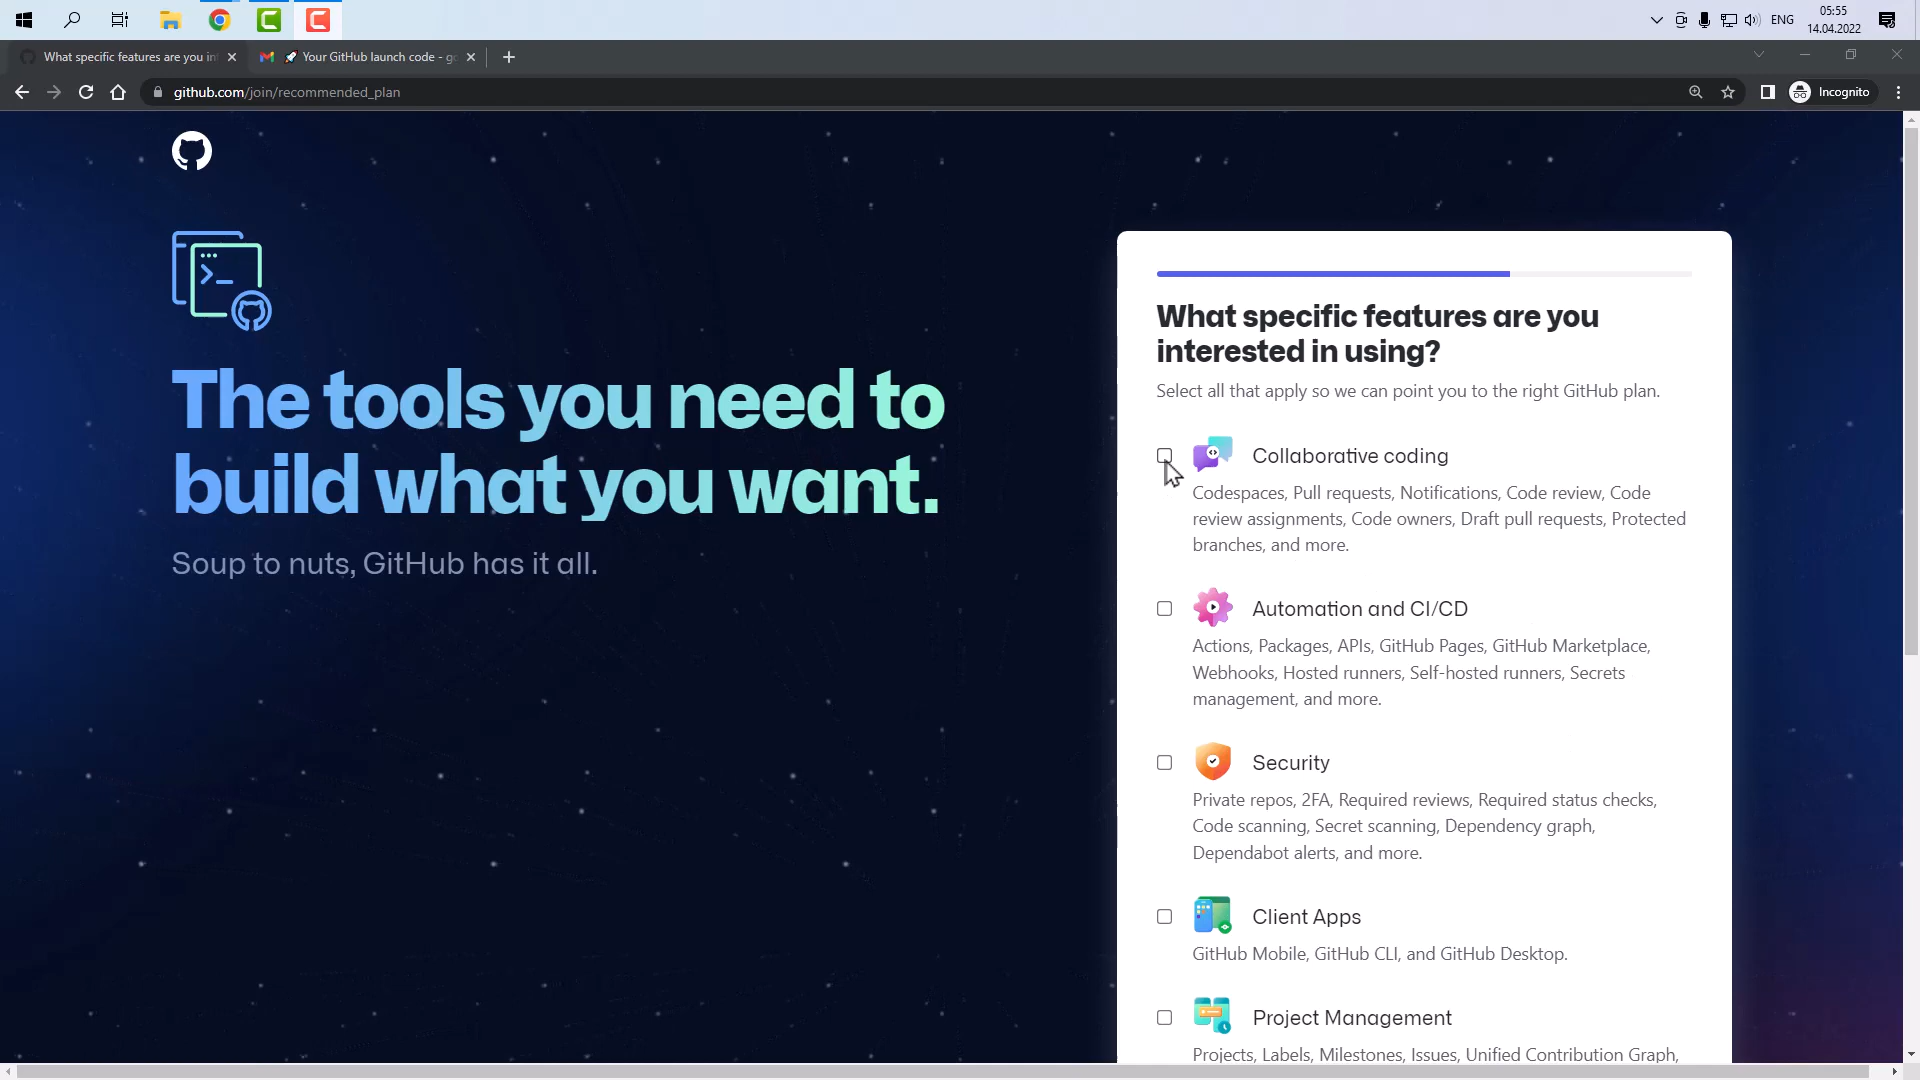 ENG
05:55
14.04.2022
What specific features are you in
Your GitHub launch code - go
github.com/join/recommended_plan
Incognito
The tools you need to
build what you want.
Soup to nuts, GitHub has it all.
What specific features are you
interested in using?
Select all that apply so we can point you to the right GitHub plan.
Collaborative coding
Codespaces, Pull requests, Notifications, Code review, Code
review assignments, Code owners, Draft pull requests, Protected
branches, and more.
Automation and CI/CD
Actions, Packages, APIs, GitHub Pages, GitHub Marketplace,
Webhooks, Hosted runners, Self-hosted runners, Secrets
management, and more.
Security
Private repos, 2FA, Required reviews, Required status checks,
Code scanning, Secret scanning, Dependency graph,
Dependabot alerts, and more.
Client Apps
GitHub Mobile, GitHub CLI, and GitHub Desktop.
Project Management
Projects, Labels, Milestones, Issues, Unified Contribution Graph,